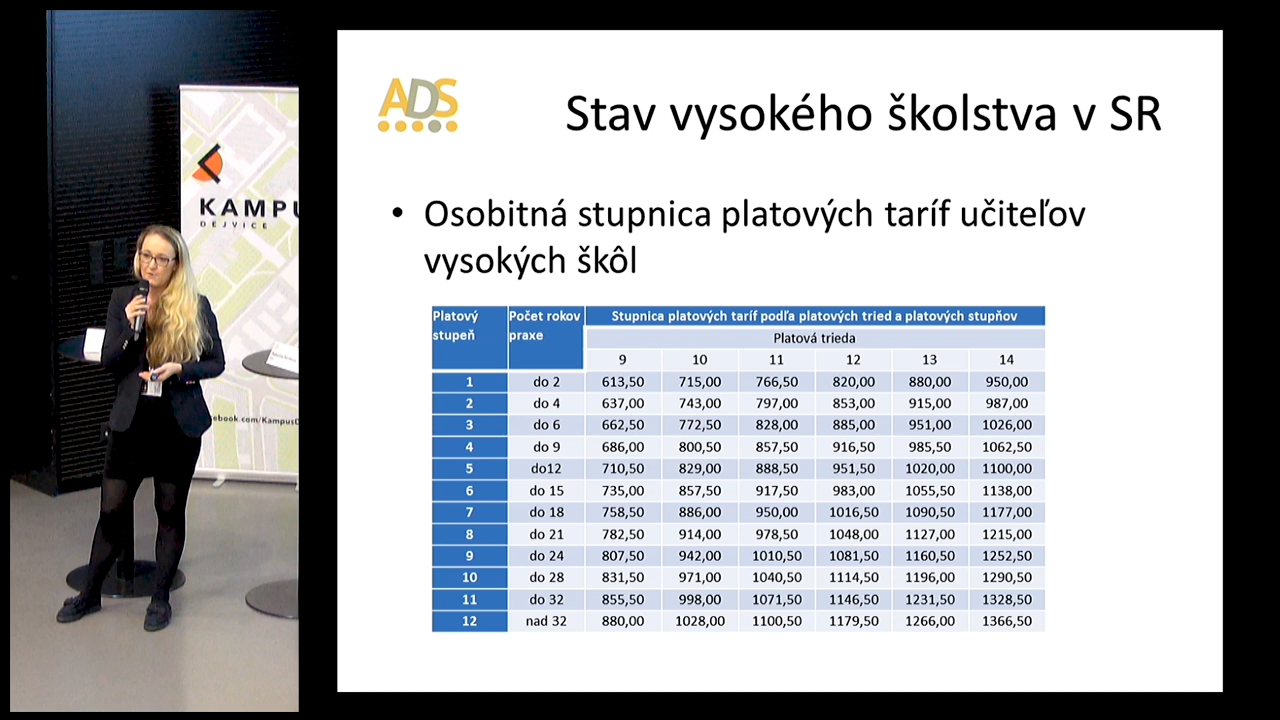 ADS
Stav vysokého školstva v SR
• Osobitná stupnica platových taríf učiteľov
vysokých škôl
Platový stupeň Počet rokov praxe Stupnica platových taríf podľa platových tried a platových stupňov
Platová trieda
9 10 11 12 13 14
1 do 2 613,50 715,00 766,50 820,00 880,00 950,00
2 do 4 637,00 743,00 797,00 853,00 915,00 987,00
3 do 6 662,50 772,50 828,00 885,00 951,00 1026,00
4 do 9 686,00 800,50 857,50 916,50 985,50 1062,50
5 do12 710,50 829,00 888,50 951,50 1020,00 1100,00
6 do 15 735,00 857,50 917,50 983,00 1055,50 1138,00
7 do 18 758,50 886,00 950,00 1016,50 1090,50 1177,00
8 do 21 782,50 914,00 978,50 1048,00 1127,00 1215,00
9 do 24 807,50 942,00 1010,50 1081,50 1160,50 1252,50
10 do 28 831,50 971,00 1040,50 1114,50 1196,00 1290,50
11 do 32 855,50 998,00 1071,50 1146,50 1231,50 1328,50
12 nad 32 880,00 1028,00 1100,50 1179,50 1266,00 1366,50
KAMPU
DEJVICE
ebook.com/KampusD